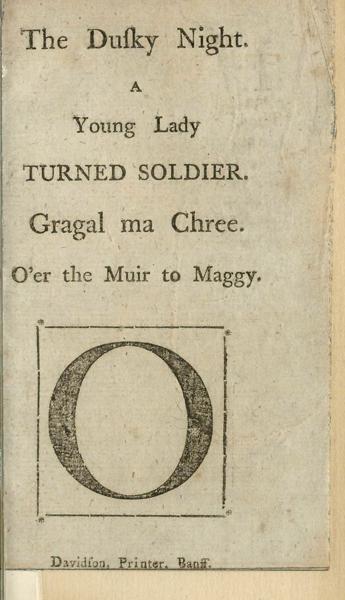 The Duſky Night.
A
Young Lady
TURNED SOLDIER.
Gragal ma Chree.
O'er the Muir to Maggy.
O
Davidſon, Printer. Banff.